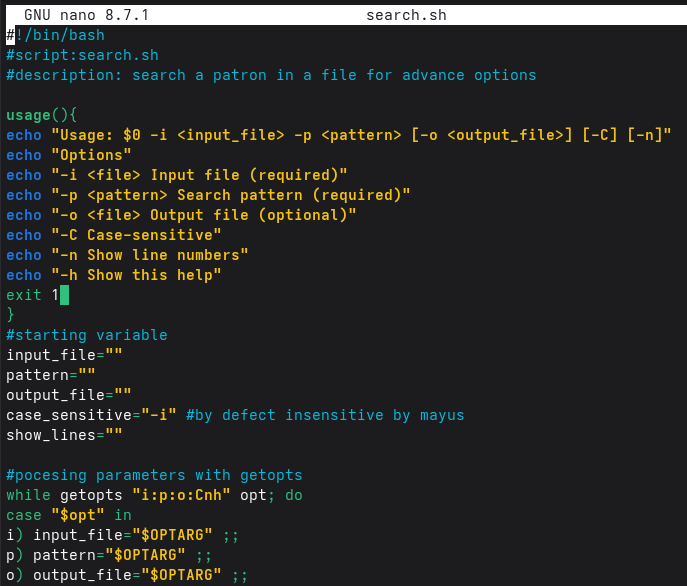 GNU nano 8.7.1 search.sh
#!/bin/bash
#script:search.sh
#description: search a patron in a file for advance options
usage(){
echo "Usage: $0 -i <input_file> -p <pattern> [-o <output_file>] [-C] [-n]"
echo "Options"
echo "-i <file> Input file (required)"
echo "-p <pattern> Search pattern (required)"
echo "-o <file> Output file (optional)"
echo "-C Case-sensitive"
echo "-n Show line numbers"
echo "-h Show this help"
exit 1
}
#starting variable
input_file=""
pattern=""
output_file=""
case_sensitive="-i" #by defect insensitive by mayus
show_lines=""
#pocesing parameters with getopts
while getopts "i:p:o:Cnh" opt; do
case "$opt" in
i) input_file="$OPTARG" ;;
p) pattern="$OPTARG" ;;
o) output_file="$OPTARG" ;;